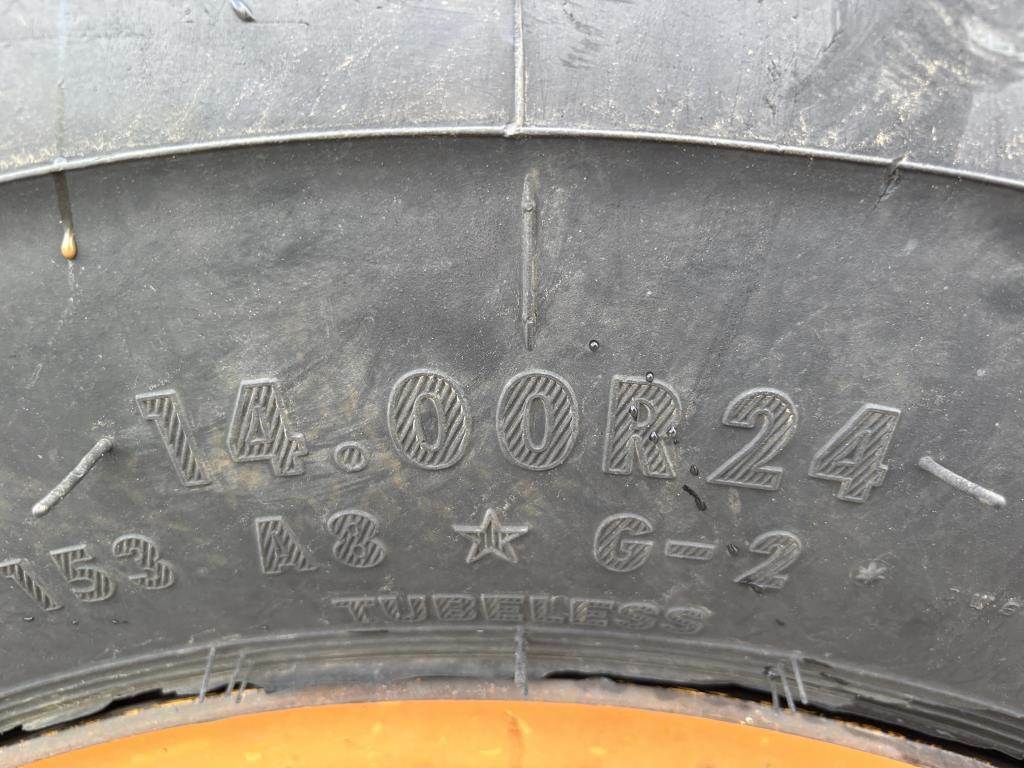 14.00R24
153 A8 ★ G-2
TUBELESS